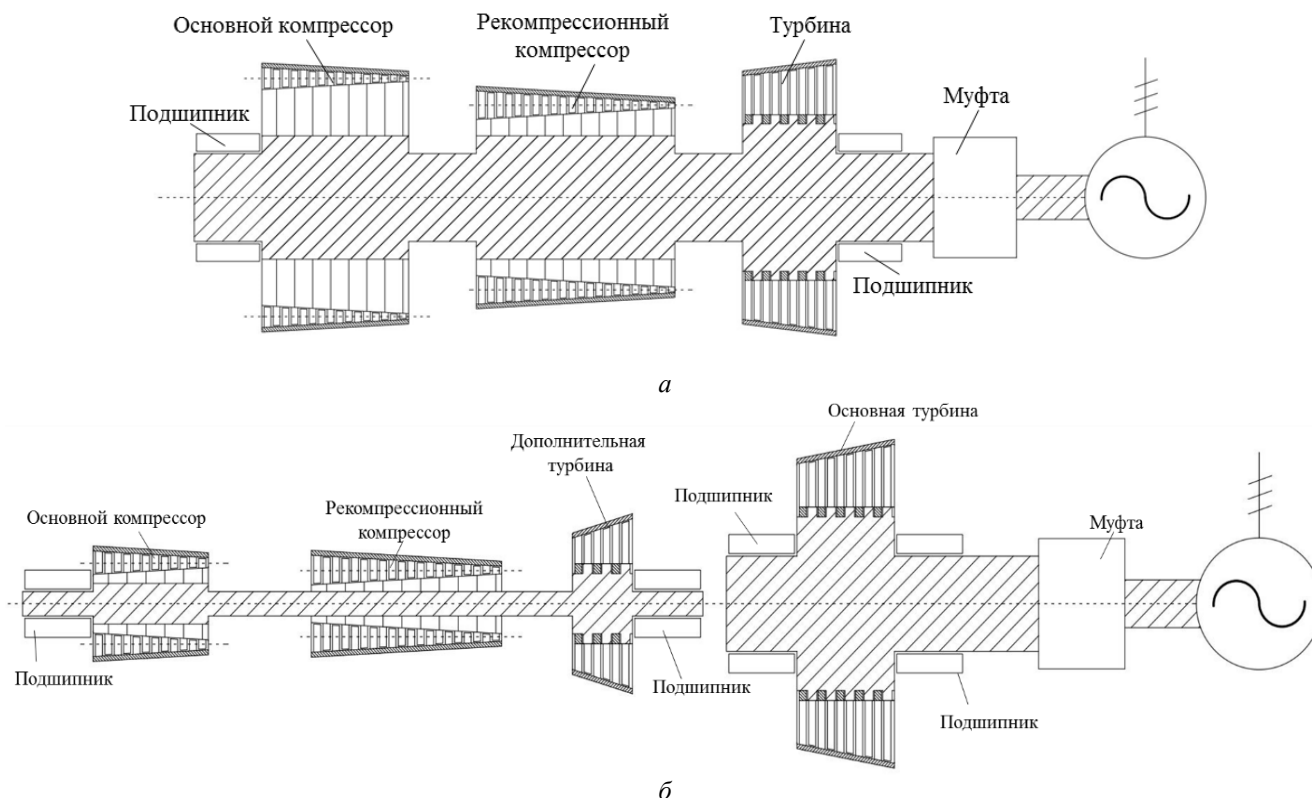 Основной компрессор
Рекомпрессионный
компрессор
Турбина
Подшипник
Муфта
Подшипник
а
Основная турбина
Дополнительная
турбина
Подшипник
Муфта
Основной компрессор
Рекомпрессионный
компрессор
Подшипник
Подшипник
Подшипник
б